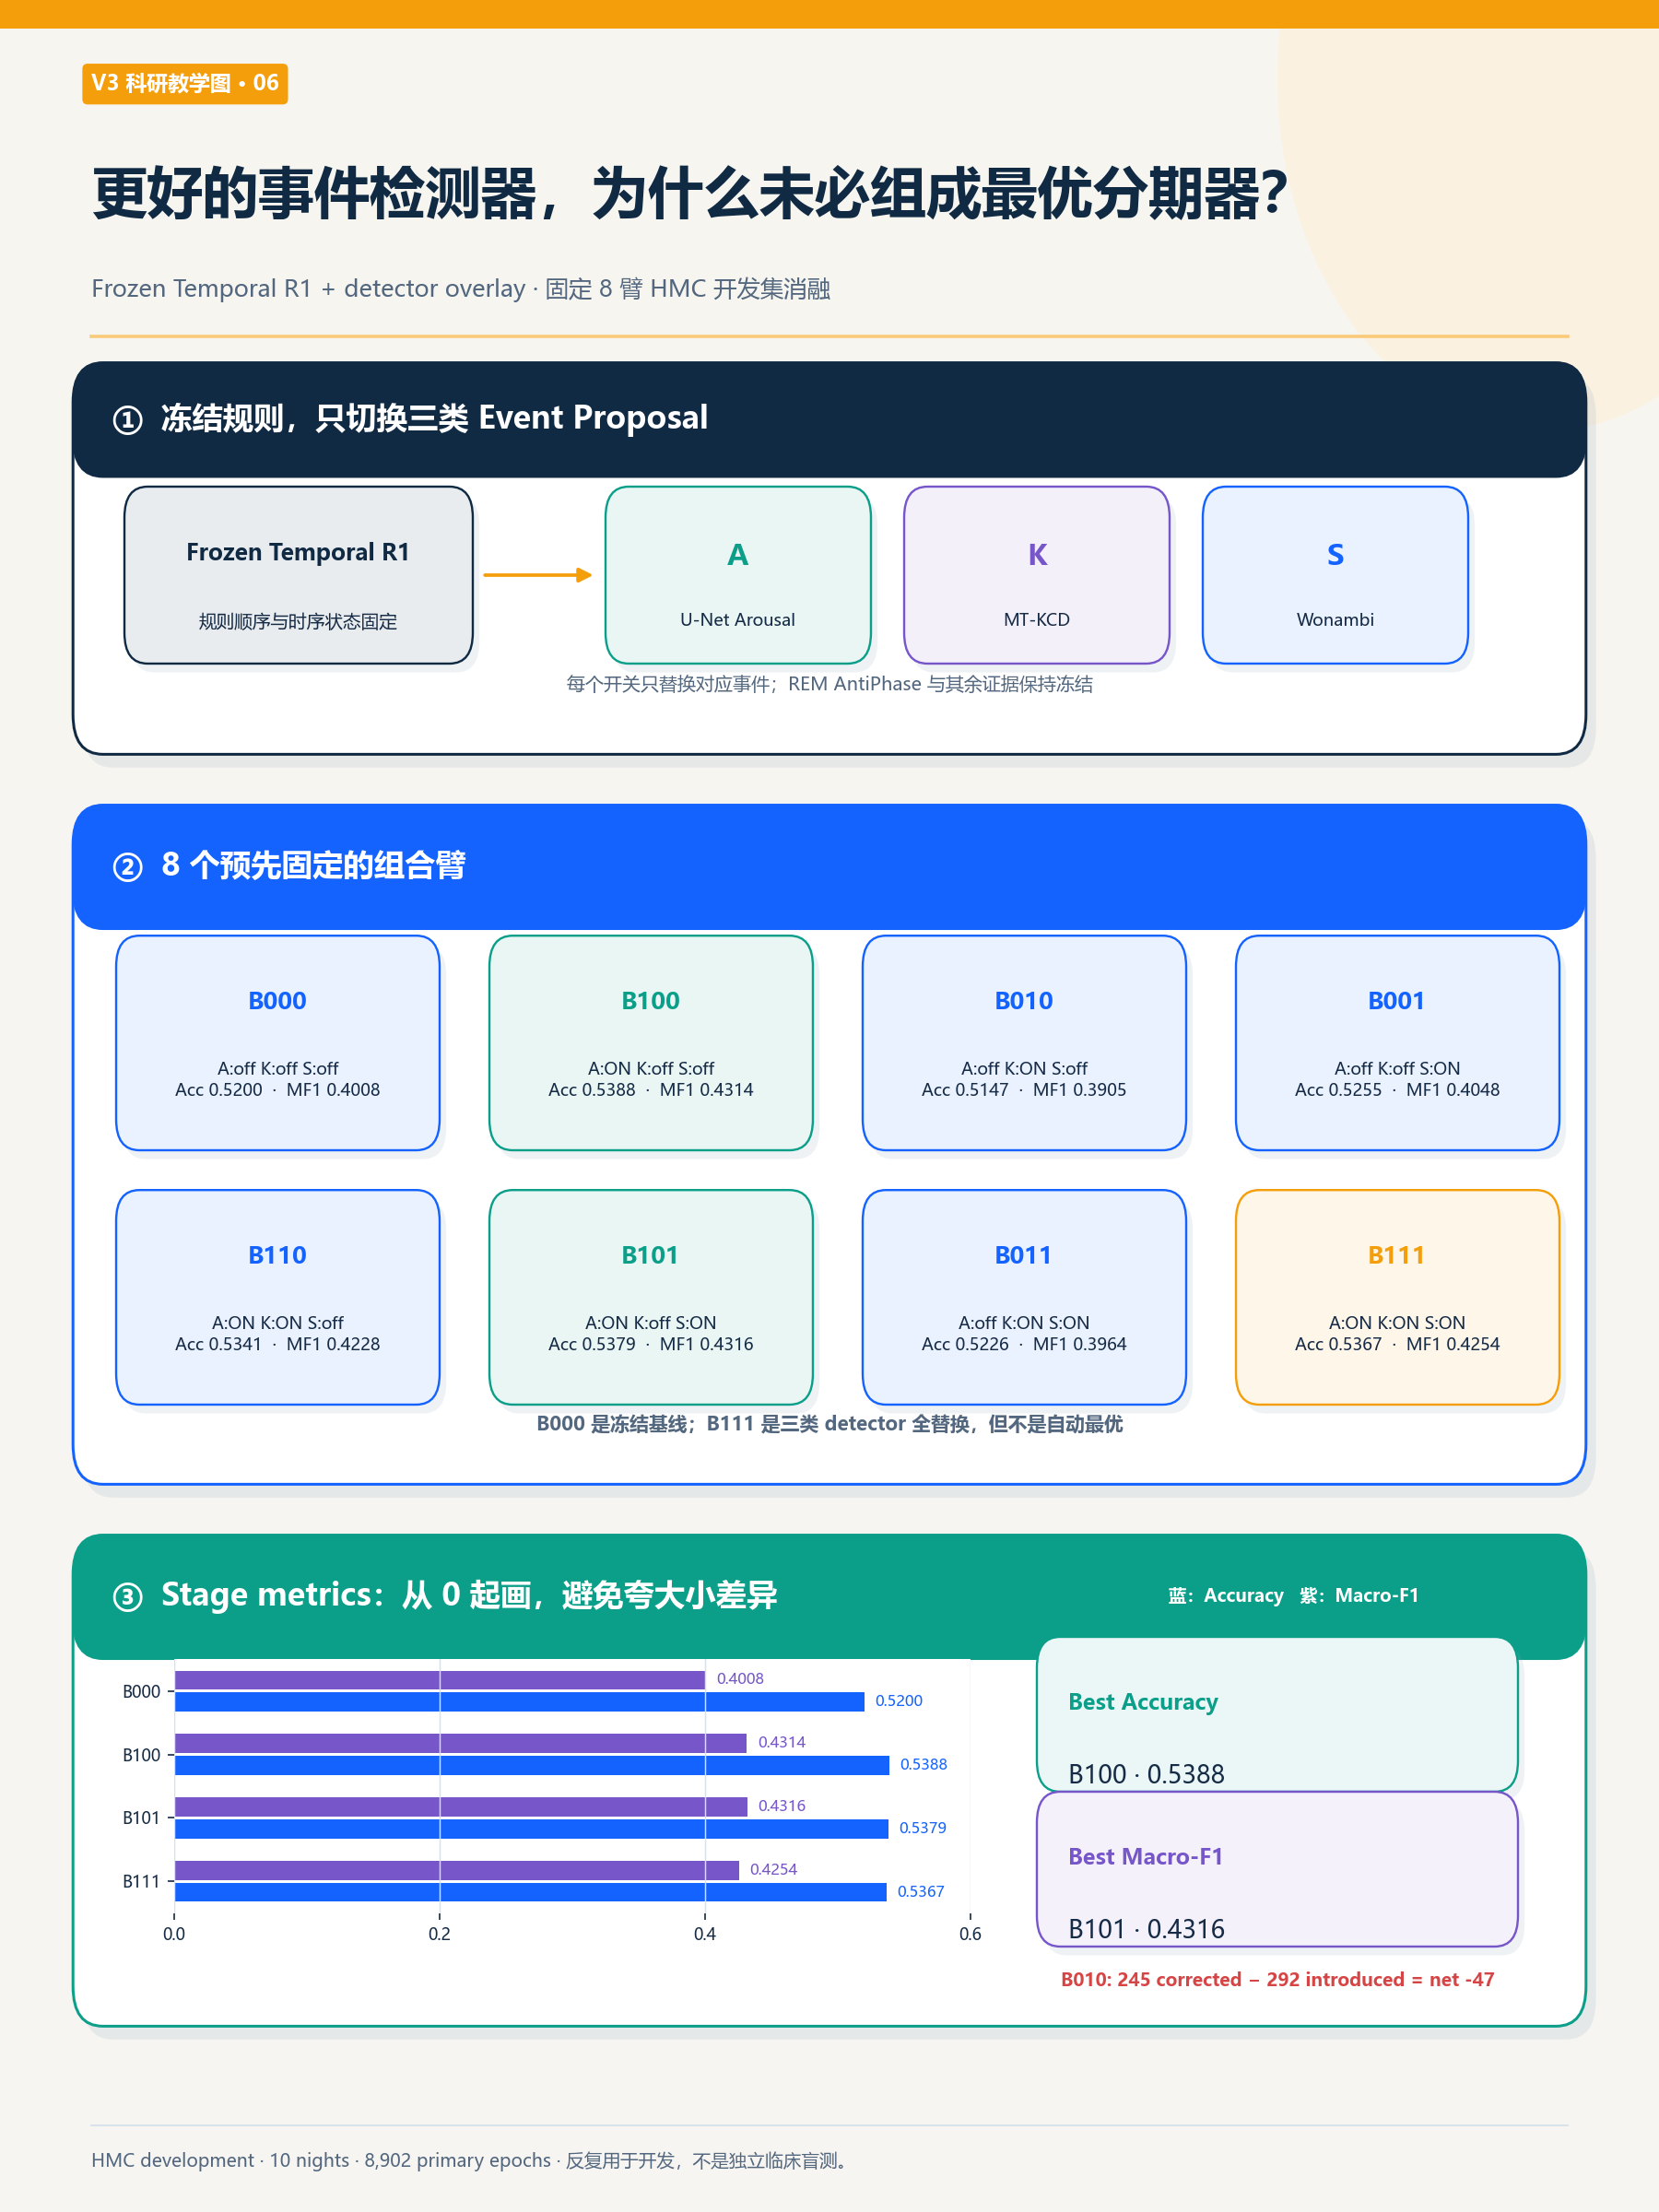 V3 科研教学图 • 06
更好的事件检测器，为什么未必组成最优分期器？
Frozen Temporal R1 + detector overlay · 固定 8 臂 HMC 开发集消融
① 冻结规则，只切换三类 Event Proposal
Frozen Temporal R1
规则顺序与时序状态固定
A
U-Net Arousal
K
MT-KCD
S
Wonambi
每个开关只替换对应事件；REM AntiPhase 与其余证据保持冻结
② 8 个预先固定的组合臂
B000
A:off K:off S:off
Acc 0.5200 · MF1 0.4008
B100
A:ON K:off S:off
Acc 0.5388 · MF1 0.4314
B010
A:off K:ON S:off
Acc 0.5147 · MF1 0.3905
B001
A:off K:off S:ON
Acc 0.5255 · MF1 0.4048
B110
A:ON K:ON S:off
Acc 0.5341 · MF1 0.4228
B101
A:ON K:off S:ON
Acc 0.5379 · MF1 0.4316
B011
A:off K:ON S:ON
Acc 0.5226 · MF1 0.3964
B111
A:ON K:ON S:ON
Acc 0.5367 · MF1 0.4254
B000 是冻结基线；B111 是三类 detector 全替换，但不是自动最优
③ Stage metrics：从 0 起画，避免夸大小差异
蓝：Accuracy 紫：Macro-F1
B000
0.4008
0.5200
B100
0.4314
0.5388
B101
0.4316
0.5379
B111
0.4254
0.5367
0.0 0.2 0.4 0.6
Best Accuracy
B100 · 0.5388
Best Macro-F1
B101 · 0.4316
B010: 245 corrected − 292 introduced = net -47
HMC development · 10 nights · 8,902 primary epochs · 反复用于开发，不是独立临床盲测。